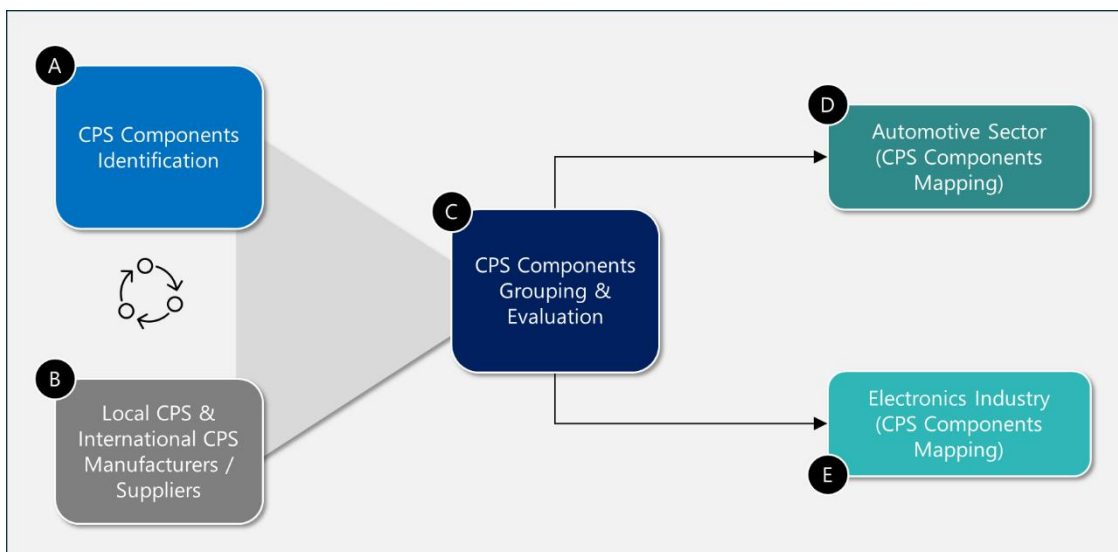 A
CPS Components
Identification
B
Local CPS &
International CPS
Manufacturers /
Suppliers
C
CPS Components
Grouping &
Evaluation
D
Automotive Sector
(CPS Components
Mapping)
Electronics Industry
(CPS Components
Mapping)
E